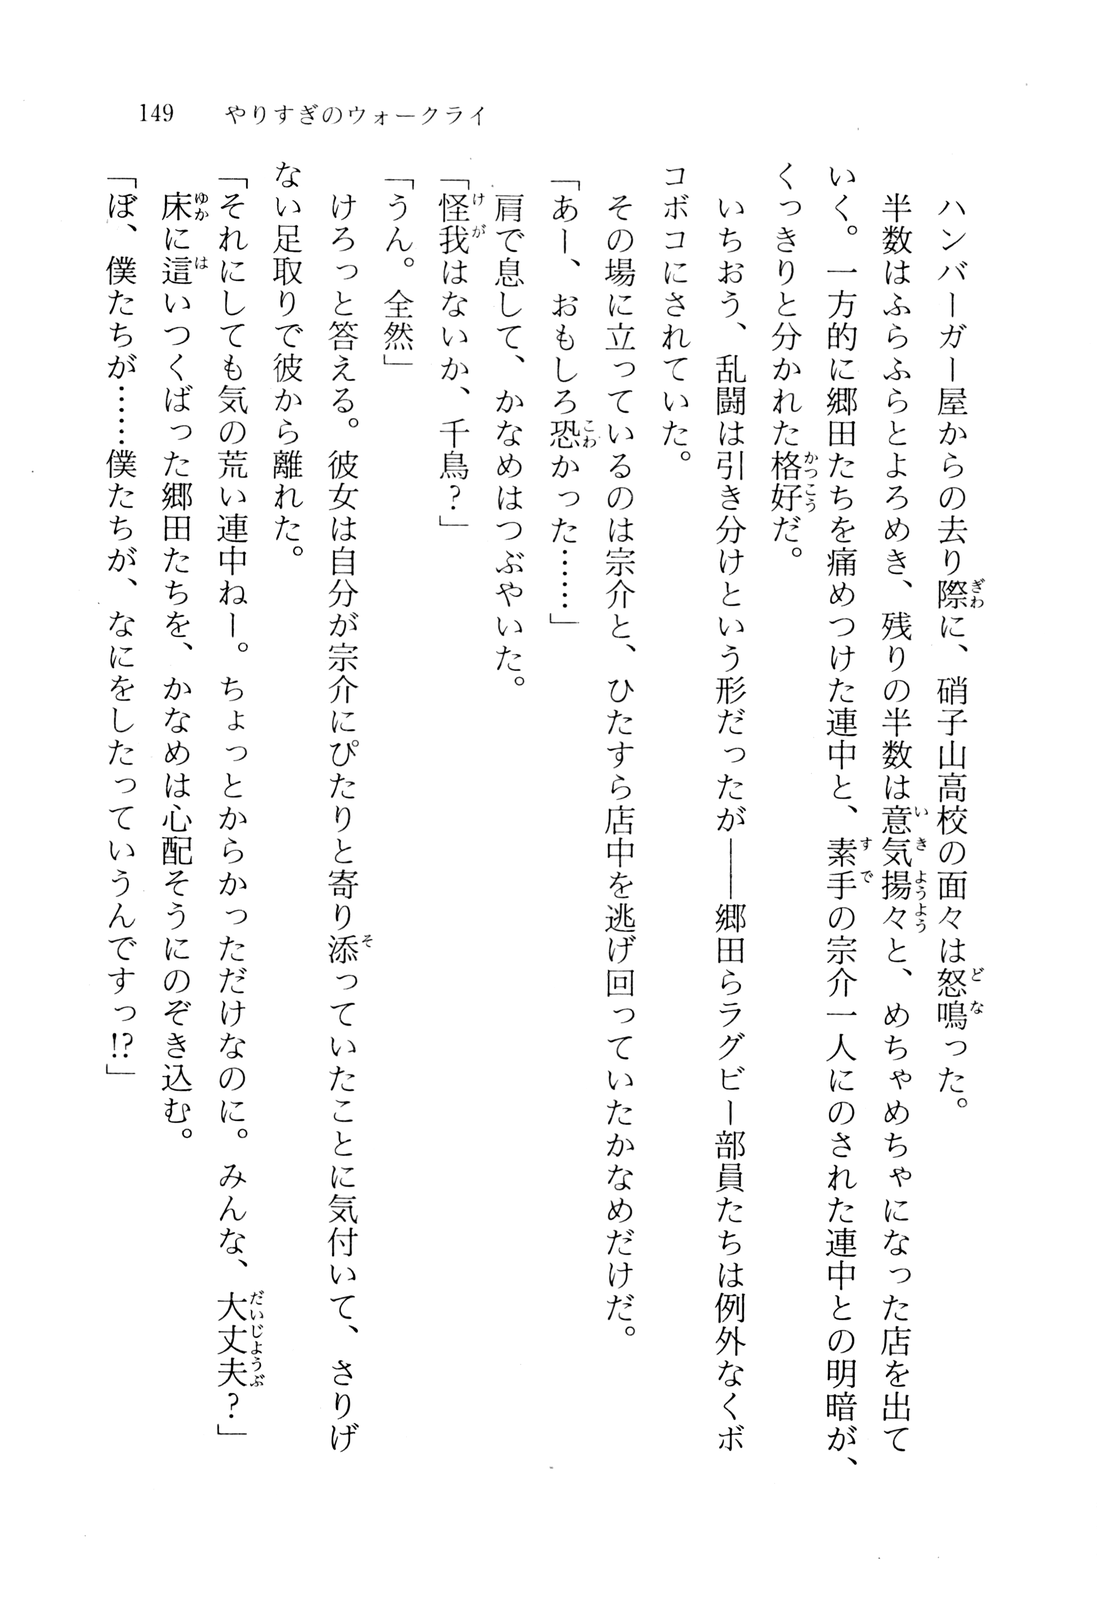 149　やりすぎのウォークライ
　ハンバーガー屋からの去り際に、硝子山高校の面々は怒鳴った。
　半数はふらふらとよろめき、残りの半数は意気揚々と、めちゃめちゃになった店を出て
いく。一方的に郷田たちを痛めつけた連中と、素手の宗介一人にのされた連中との明暗が、
くっきりと分かれた格好だ。
　いちおう、乱闘は引き分けという形だったが——郷田らラグビー部員たちは例外なくボ
コボコにされていた。
　その場に立っているのは宗介と、ひたすら店中を逃げ回っていたかなめだけだ。
「あー、おもしろ恐かった……」
　肩で息して、かなめはつぶやいた。
「怪我はないか、千鳥？」
「うん。全然」
　けろっと答える。彼女は自分が宗介にぴたりと寄り添っていたことに気付いて、さりげ
ない足取りで彼から離れた。
「それにしても気の荒い連中ねー。ちょっとからかっただけなのに。みんな、大丈夫？」
　床に這いつくばった郷田たちを、かなめは心配そうにのぞき込む。
「ぼ、僕たちが……僕たちが、なにをしたっていうんですっ!?」